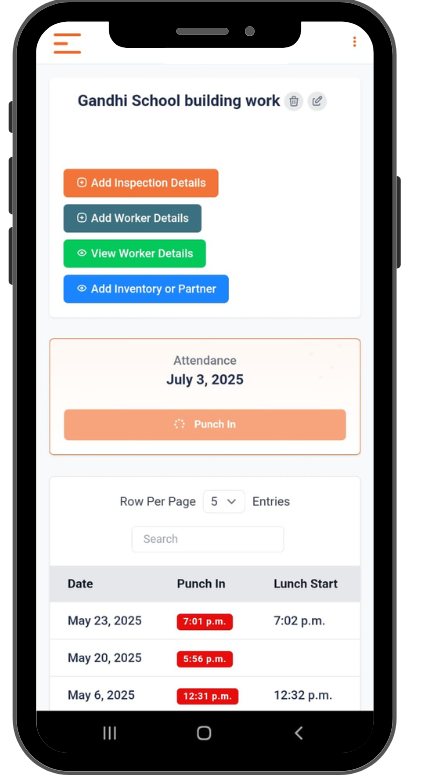 Gandhi School building work
Add Inspection Details
Add Worker Details
View Worker Details
Add Inventory or Partner
Attendance
July 3, 2025
Punch In
Row Per Page 5 Entries
Search
Date Punch In Lunch Start
May 23, 2025 7:01 p.m. 7:02 p.m.
May 20, 2025 5:56 p.m.
May 6, 2025 12:31 p.m. 12:32 p.m.